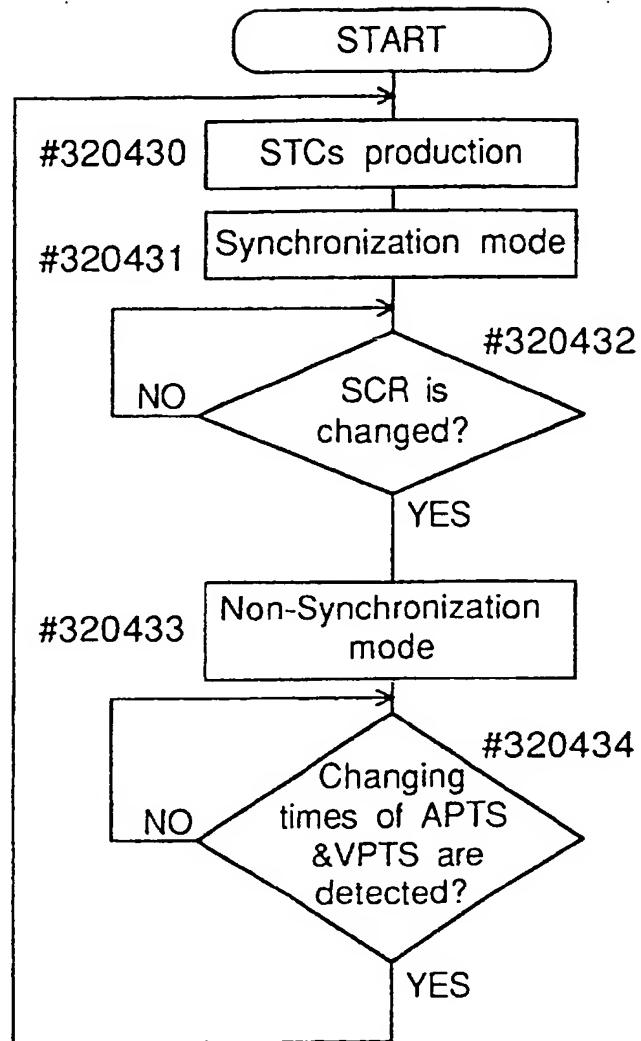 START
#320430
STCs production
#320431
Synchronization mode
#320432
SCR is
changed?
NO
YES
#320433
Non-Synchronization
mode
#320434
Changing
times of APTS
&VPTS are
detected?
NO
YES